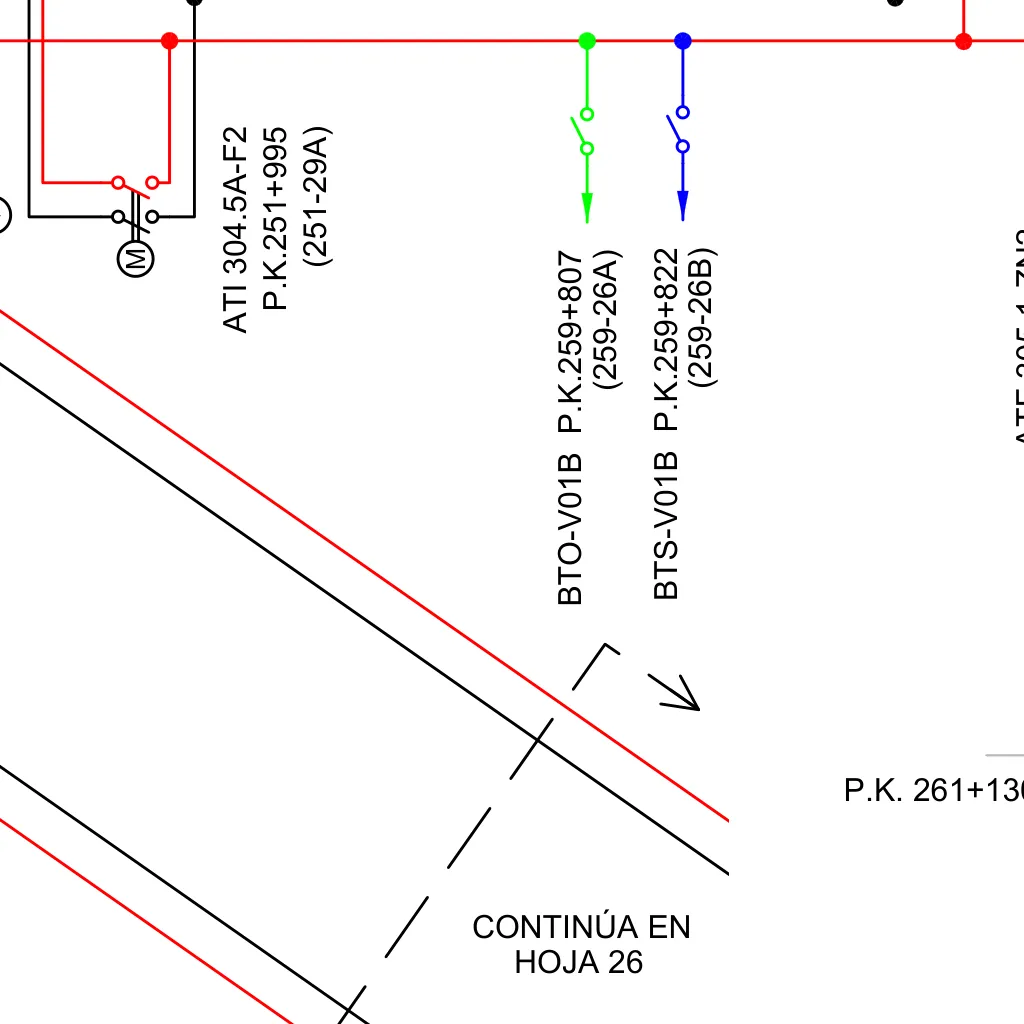 ATI 304.5A-F2
P.K.251+995
(251-29A)
M
BTO-V01B P.K.259+807
(259-26A)
BTS-V01B P.K.259+822
(259-26B)
P.K. 261+130
CONTINÚA EN
HOJA 26